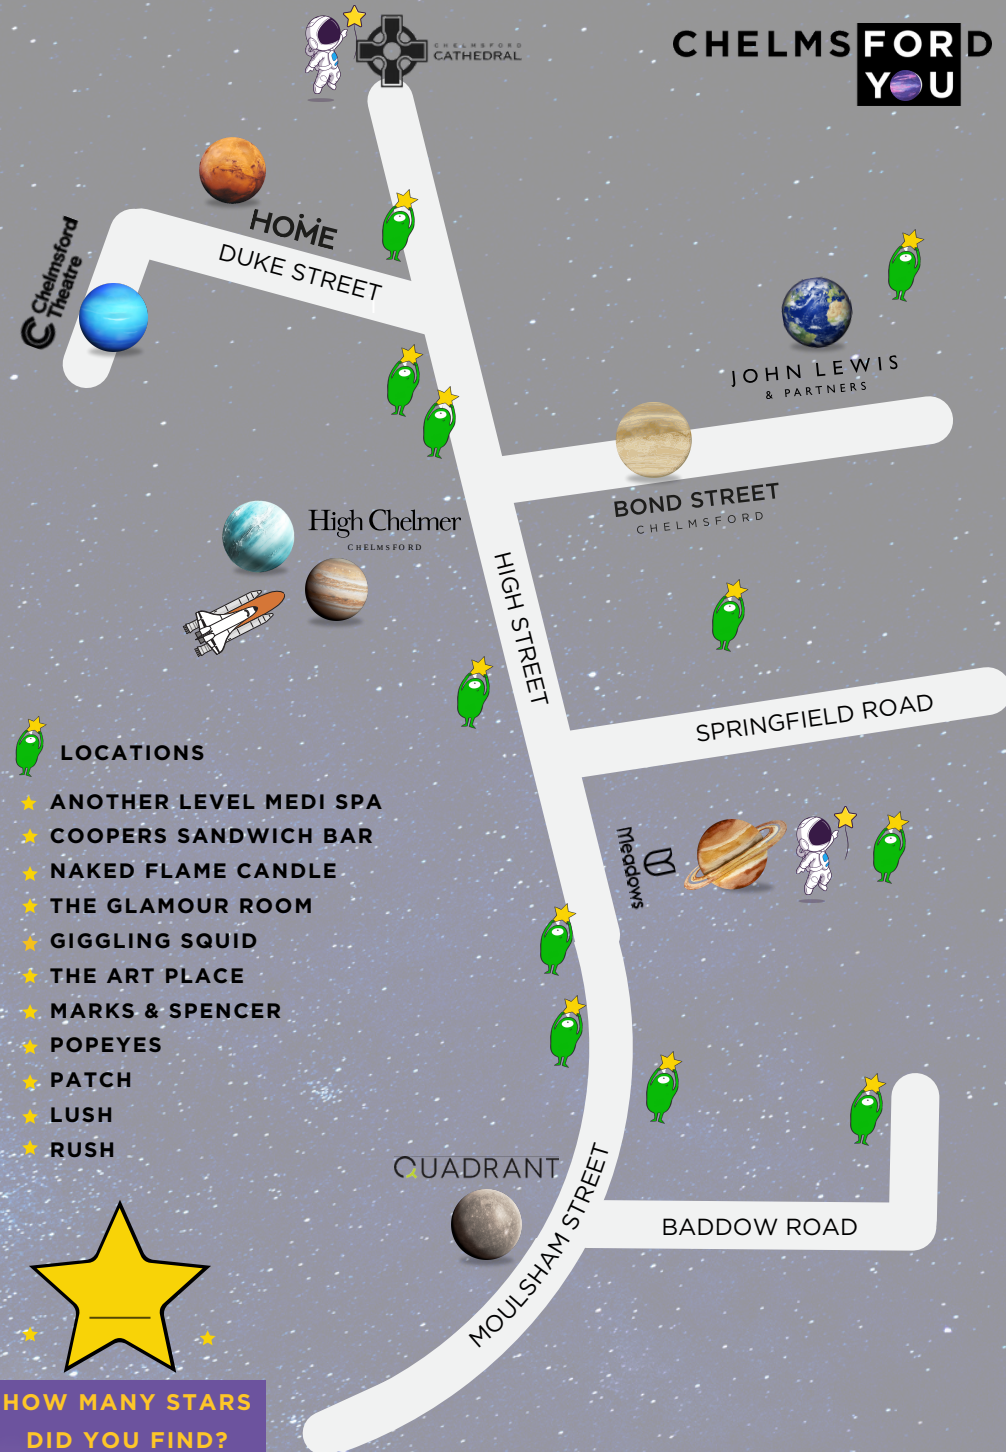 CHELMSFORD
CATHEDRAL
CHELMSFORD
YOU
HOME
DUKE STREET
Chelmsford
Theatre
JOHN LEWIS
& PARTNERS
BOND STREET
CHELMSFORD
High Chelmer
CHELMSFORD
HIGH STREET
SPRINGFIELD ROAD
Meadows
LOCATIONS
ANOTHER LEVEL MEDI SPA
COOPERS SANDWICH BAR
NAKED FLAME CANDLE
THE GLAMOUR ROOM
GIGGLING SQUID
THE ART PLACE
MARKS & SPENCER
POPEYES
PATCH
LUSH
RUSH
QUADRANT
MOULSHAM STREET
BADDOW ROAD
HOW MANY STARS
DID YOU FIND?